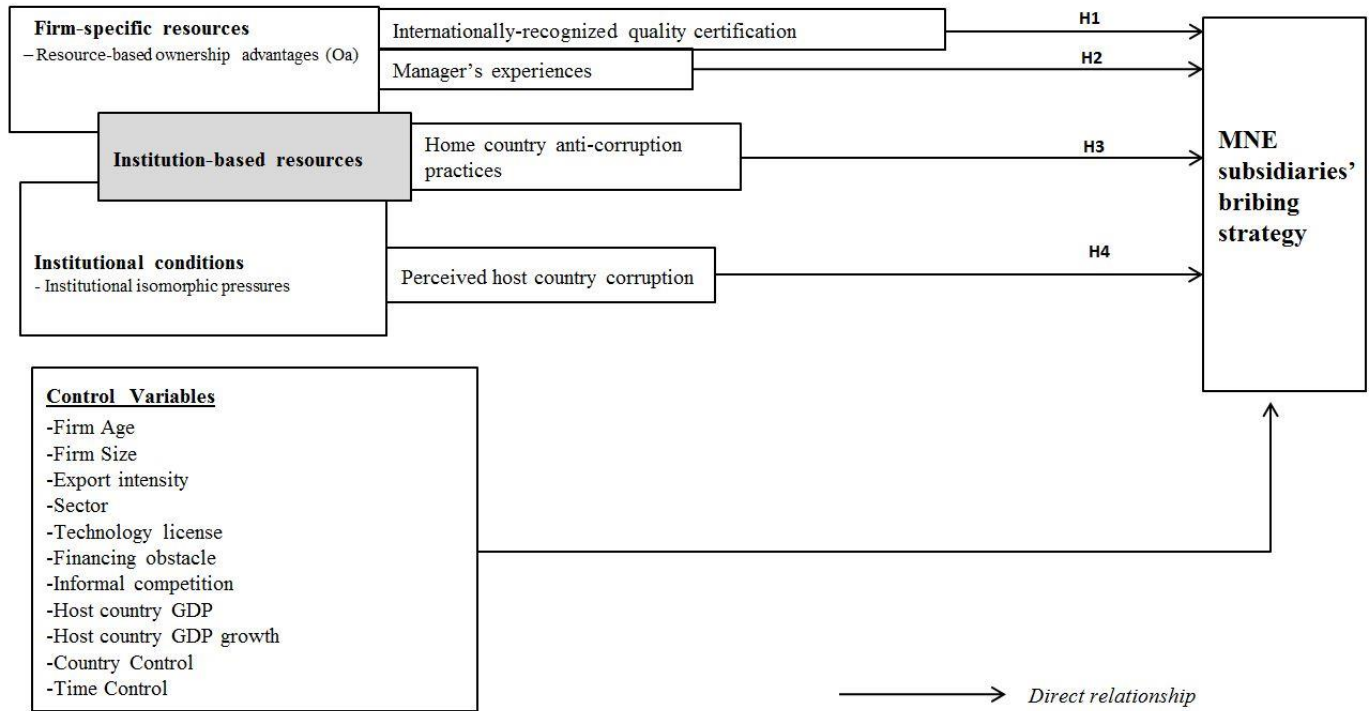 Firm-specific resources
– Resource-based ownership advantages (Oa)
Internationally-recognized quality certification
H1
Manager's experiences
H2
Institution-based resources
Home country anti-corruption
practices
H3
Institutional conditions
- Institutional isomorphic pressures
Perceived host country corruption
H4
MNE
subsidiaries'
bribing
strategy
Control Variables
-Firm Age
-Firm Size
-Export intensity
-Sector
-Technology license
-Financing obstacle
-Informal competition
-Host country GDP
-Host country GDP growth
-Country Control
-Time Control
Direct relationship